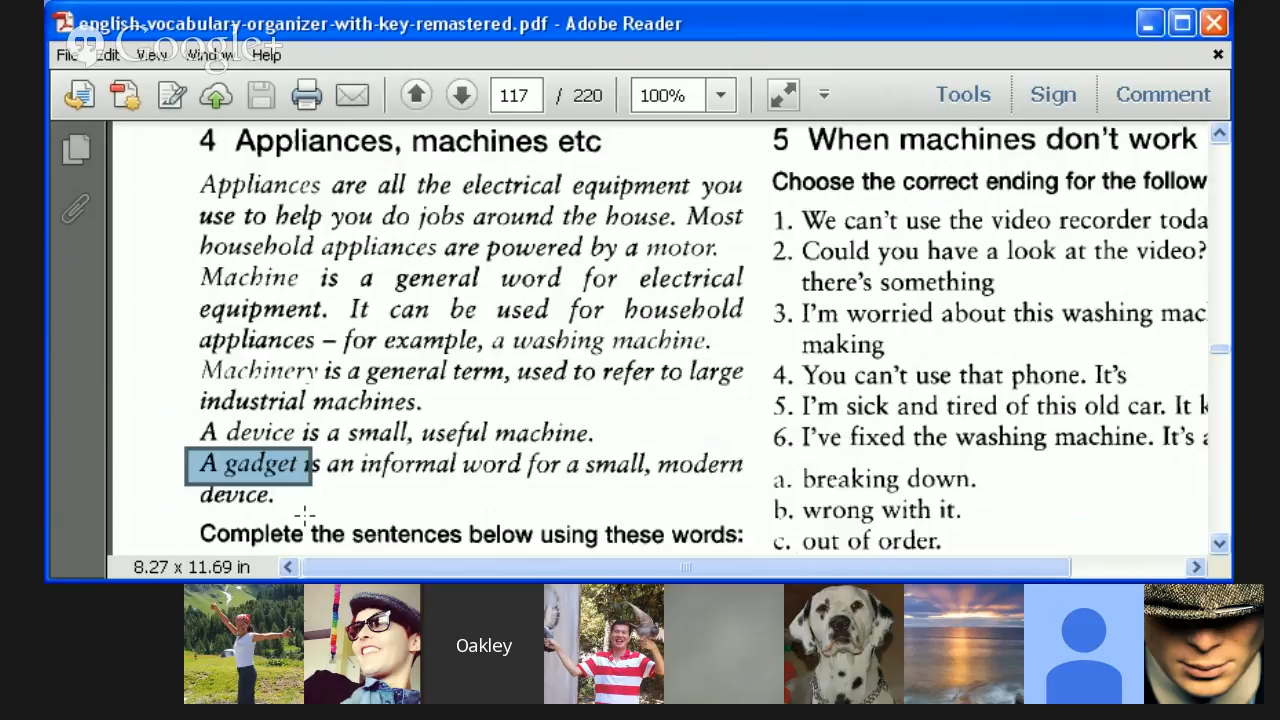 english-vocabulary-organizer-with-key-remastered.pdf - Adobe Reader
Google+
File Edit View Window Help
117 / 220 100% Tools Sign Comment
4 Appliances, machines etc
Appliances are all the electrical equipment you
use to help you do jobs around the house. Most
household appliances are powered by a motor.
Machine is a general word for electrical
equipment. It can be used for household
appliances – for example, a washing machine.
Machinery is a general term, used to refer to large
industrial machines.
A device is a small, useful machine.
A gadget is an informal word for a small, modern
device.
Complete the sentences below using these words:
5 When machines don't work
Choose the correct ending for the follow
1. We can't use the video recorder toda
2. Could you have a look at the video?
there's something
3. I'm worried about this washing mac
making
4. You can't use that phone. It's
5. I'm sick and tired of this old car. It k
6. I've fixed the washing machine. It's a
a. breaking down.
b. wrong with it.
c. out of order.
8.27 x 11.69 in
Oakley